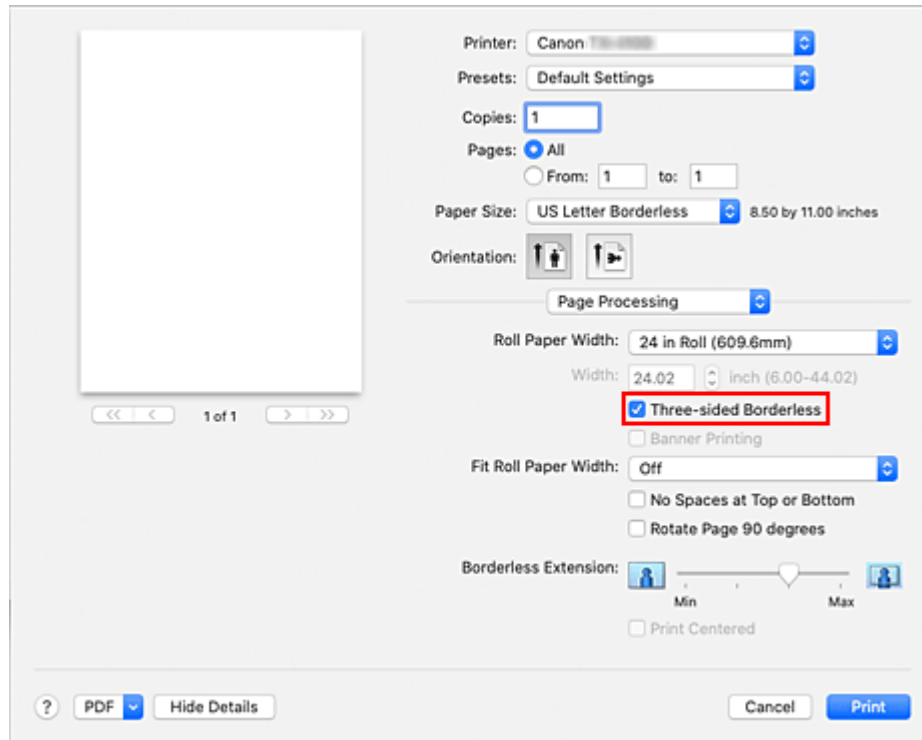 Printer: Canon
Presets: Default Settings
Copies: 1
Pages: All
From: 1 to: 1
Paper Size: US Letter Borderless 8.50 by 11.00 inches
Orientation:
Page Processing
Roll Paper Width: 24 in Roll (609.6mm)
Width: 24.02 inch (6.00-44.02)
<< < 1 of 1 > >>
Three-sided Borderless
Banner Printing
Fit Roll Paper Width: Off
No Spaces at Top or Bottom
Rotate Page 90 degrees
Borderless Extension:
Min Max
Print Centered
? PDF Hide Details Cancel Print